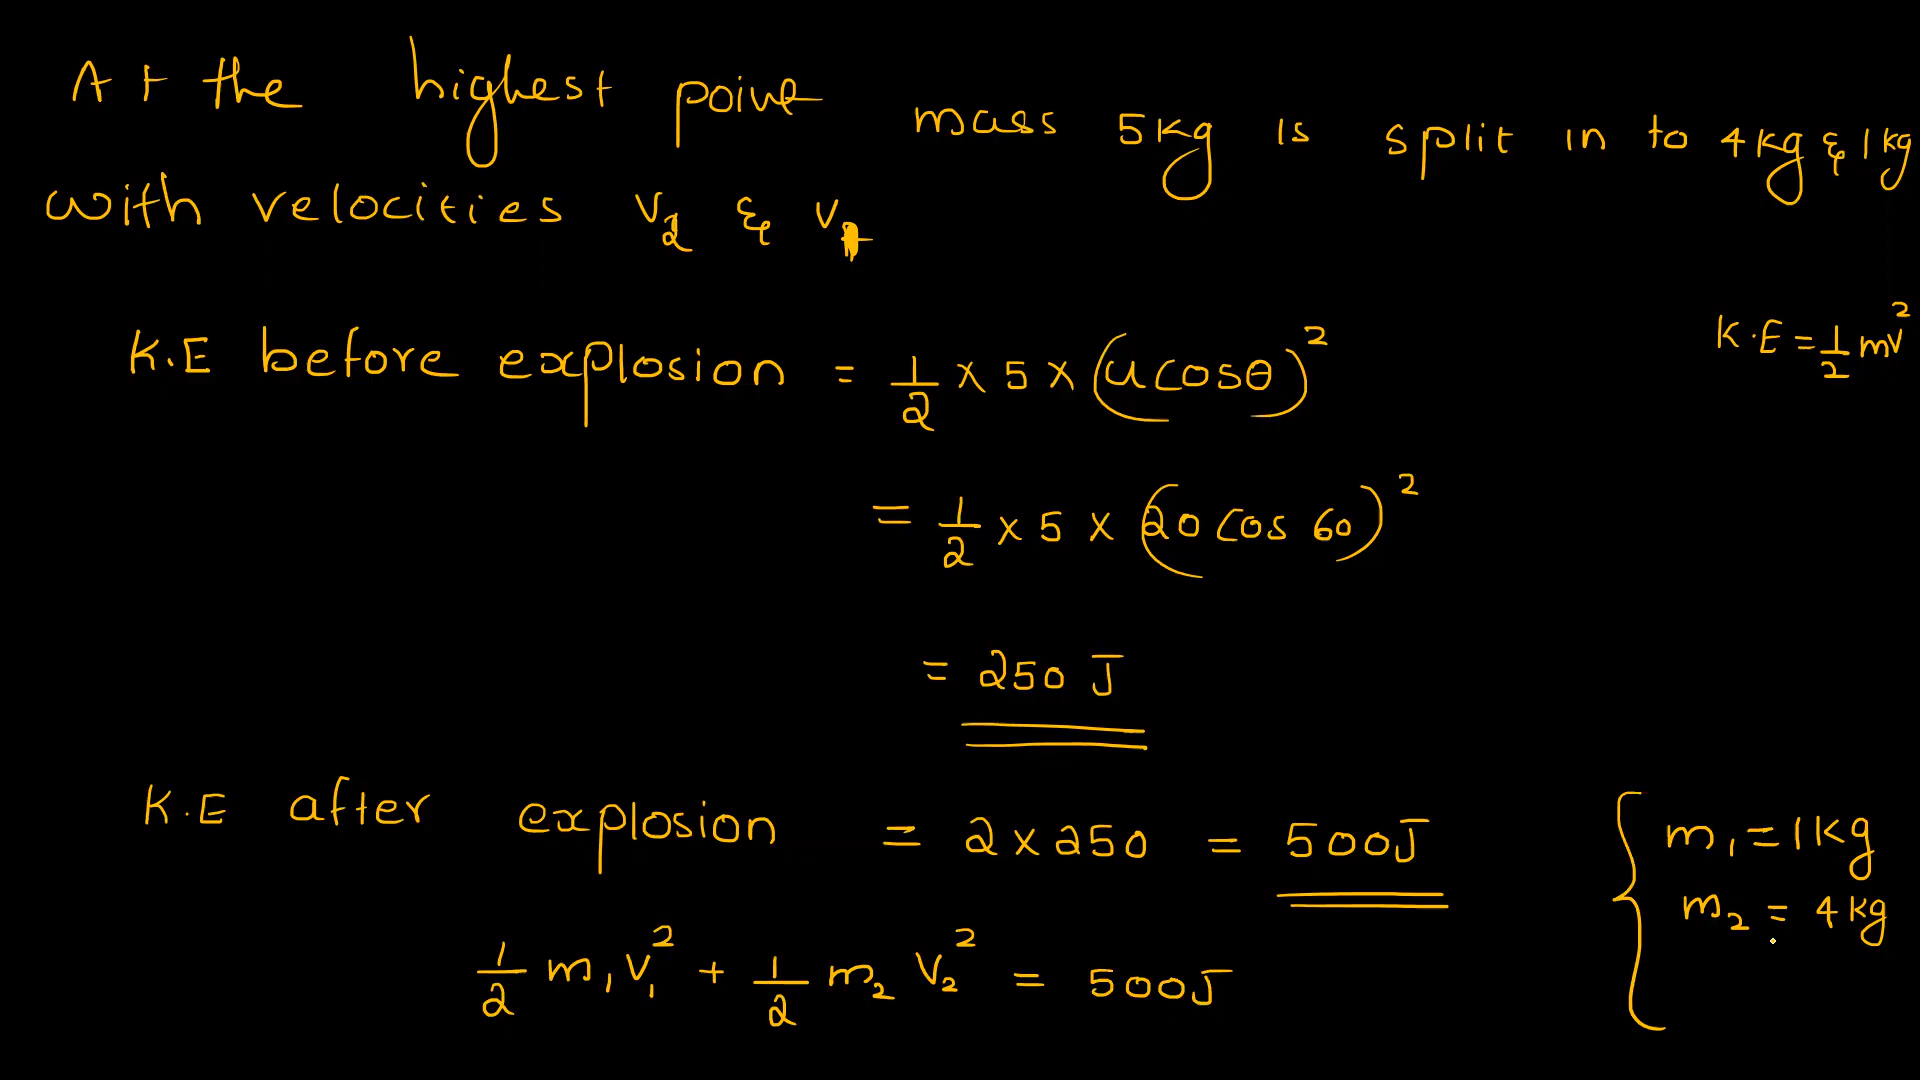 At the highest point mass 5kg is split in to 4kg & 1kg
with velocities v₂ & v₁
K.E = 1/2 mv²
K.E before explosion = 1/2 × 5 × (ucosθ)²
= 1/2 × 5 × (20 cos 60)²
= 250 J
K.E after explosion = 2 × 250 = 500J
m₁ = 1kg
m₂ = 4kg
1/2 m₁v₁² + 1/2 m₂ v₂² = 500J